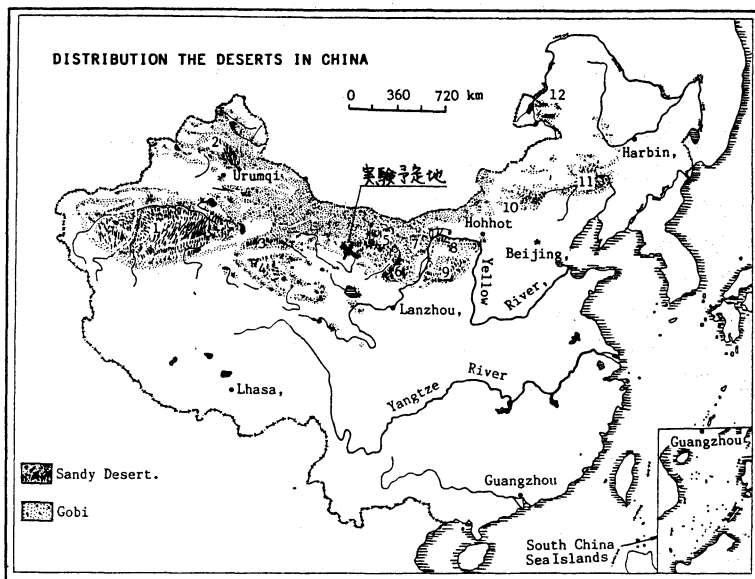 DISTRIBUTION THE DESERTS IN CHINA
0 360 720 km
12
2
Urumqi
Harbin,
実験予定地
11
10
1
Hohhot
3
5
7
8
Beijing,
4
6
9
Yellow
River,
Lanzhou,
Lhasa,
Yangtze River
Guangzhou
Sandy Desert.
Gobi
Guangzhou
South China
Sea Islands